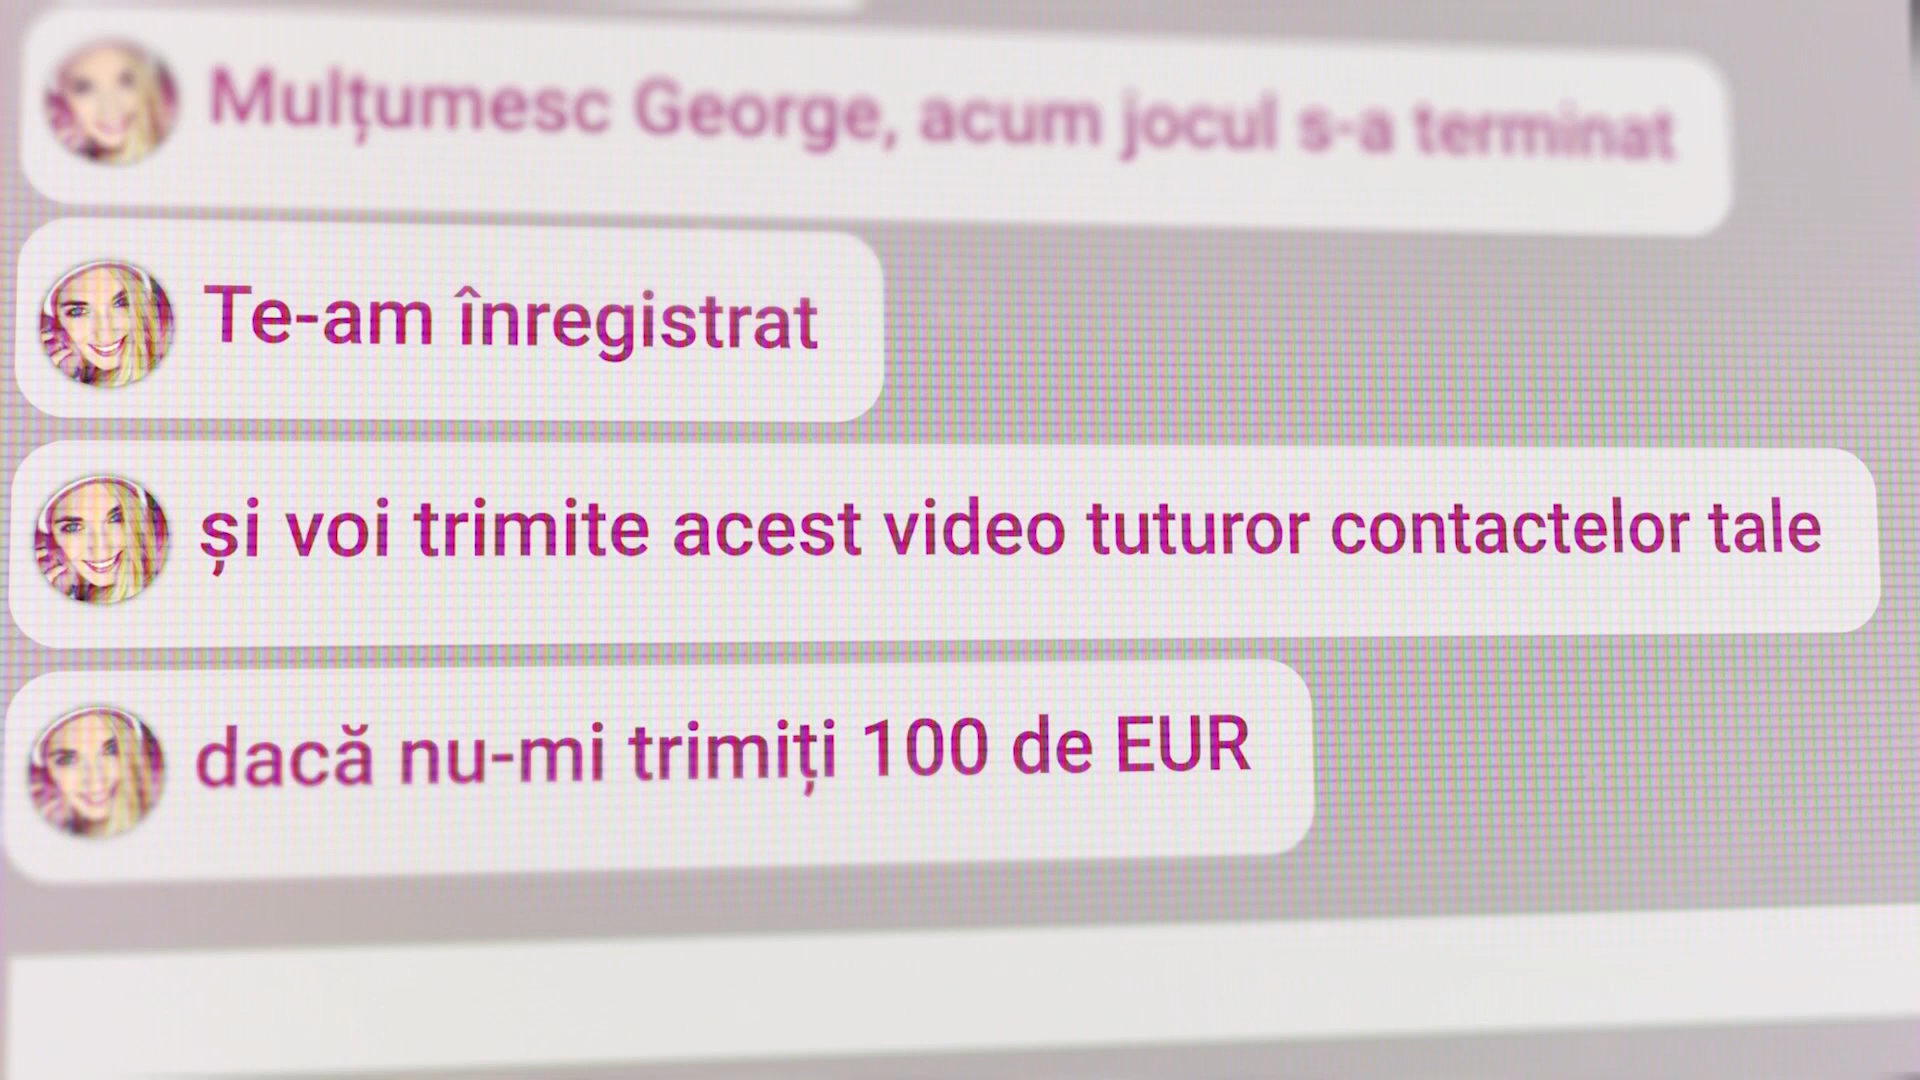 Mulțumesc George, acum jocul s-a terminat
Te-am înregistrat
și voi trimite acest video tuturor contactelor tale
dacă nu-mi trimiți 100 de EUR